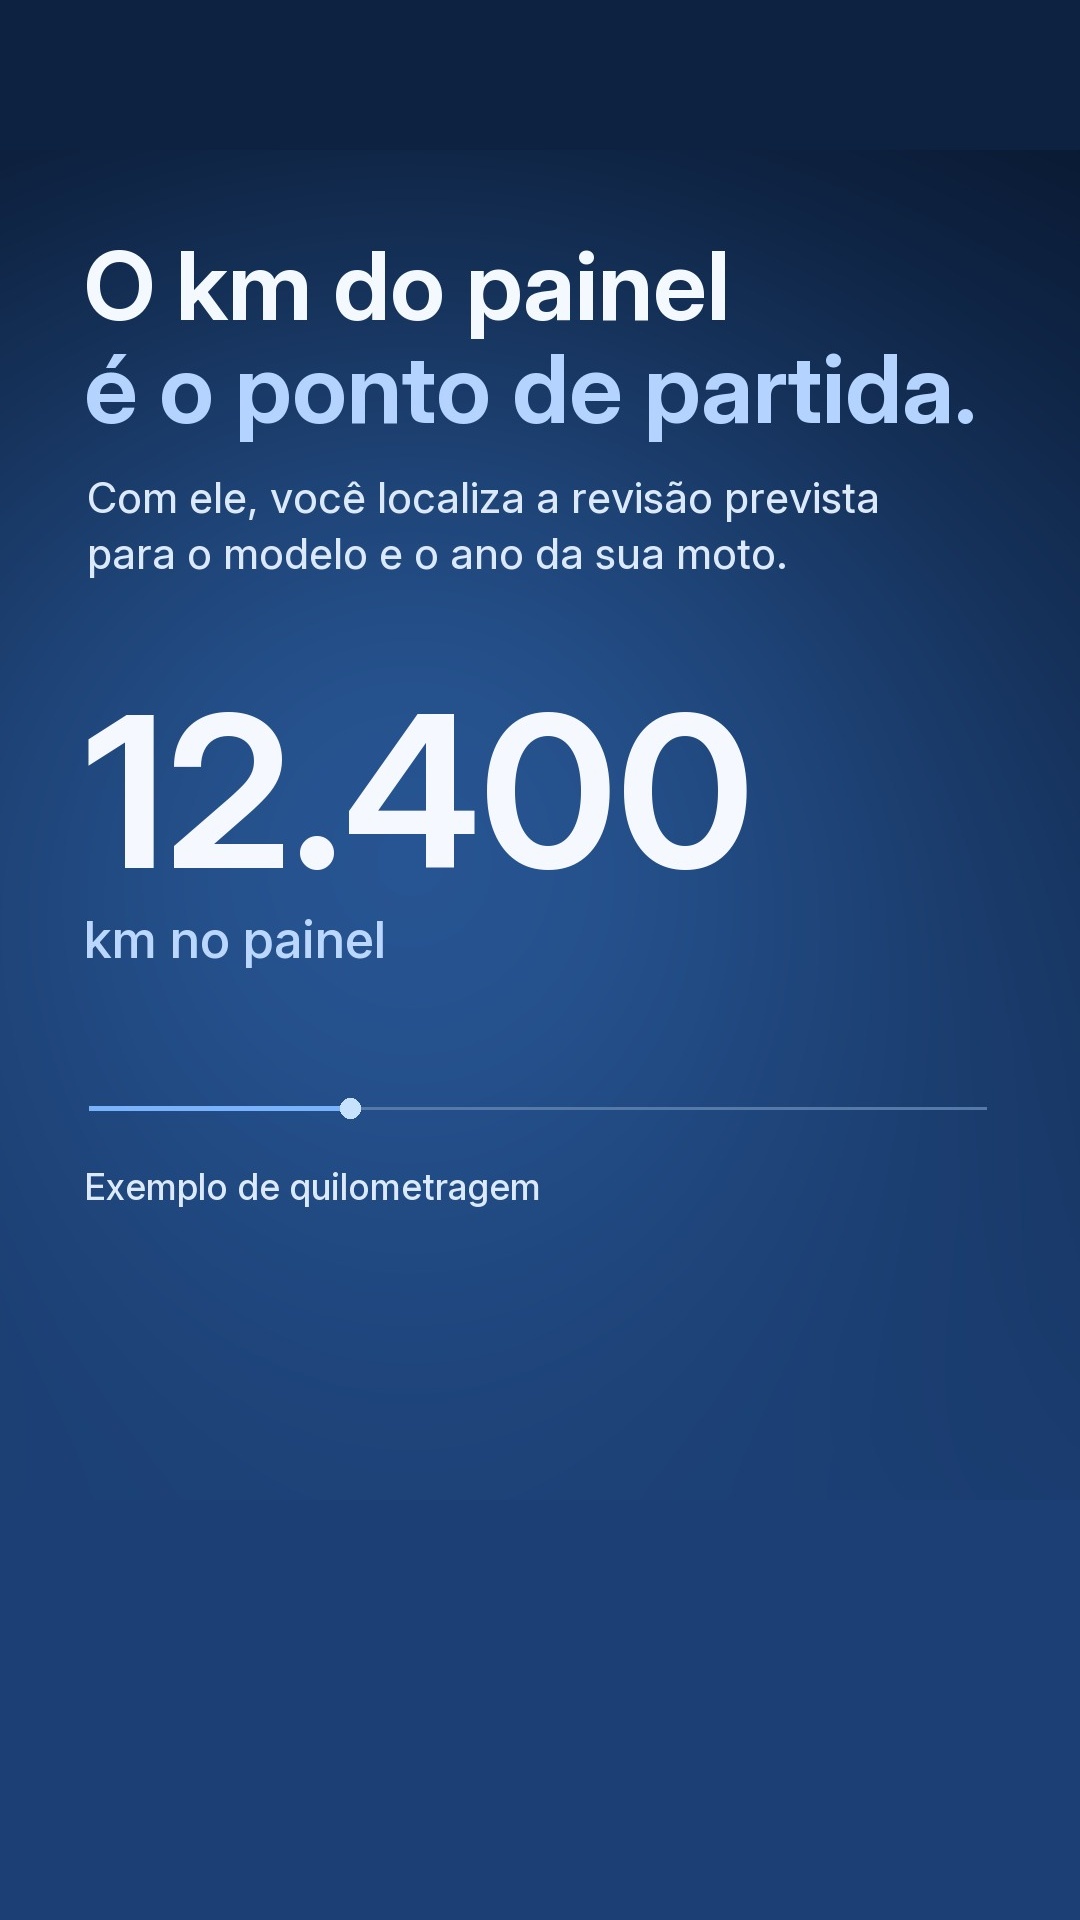 O km do painel
é o ponto de partida.
Com ele, você localiza a revisão prevista
para o modelo e o ano da sua moto.
12.400
km no painel
Exemplo de quilometragem